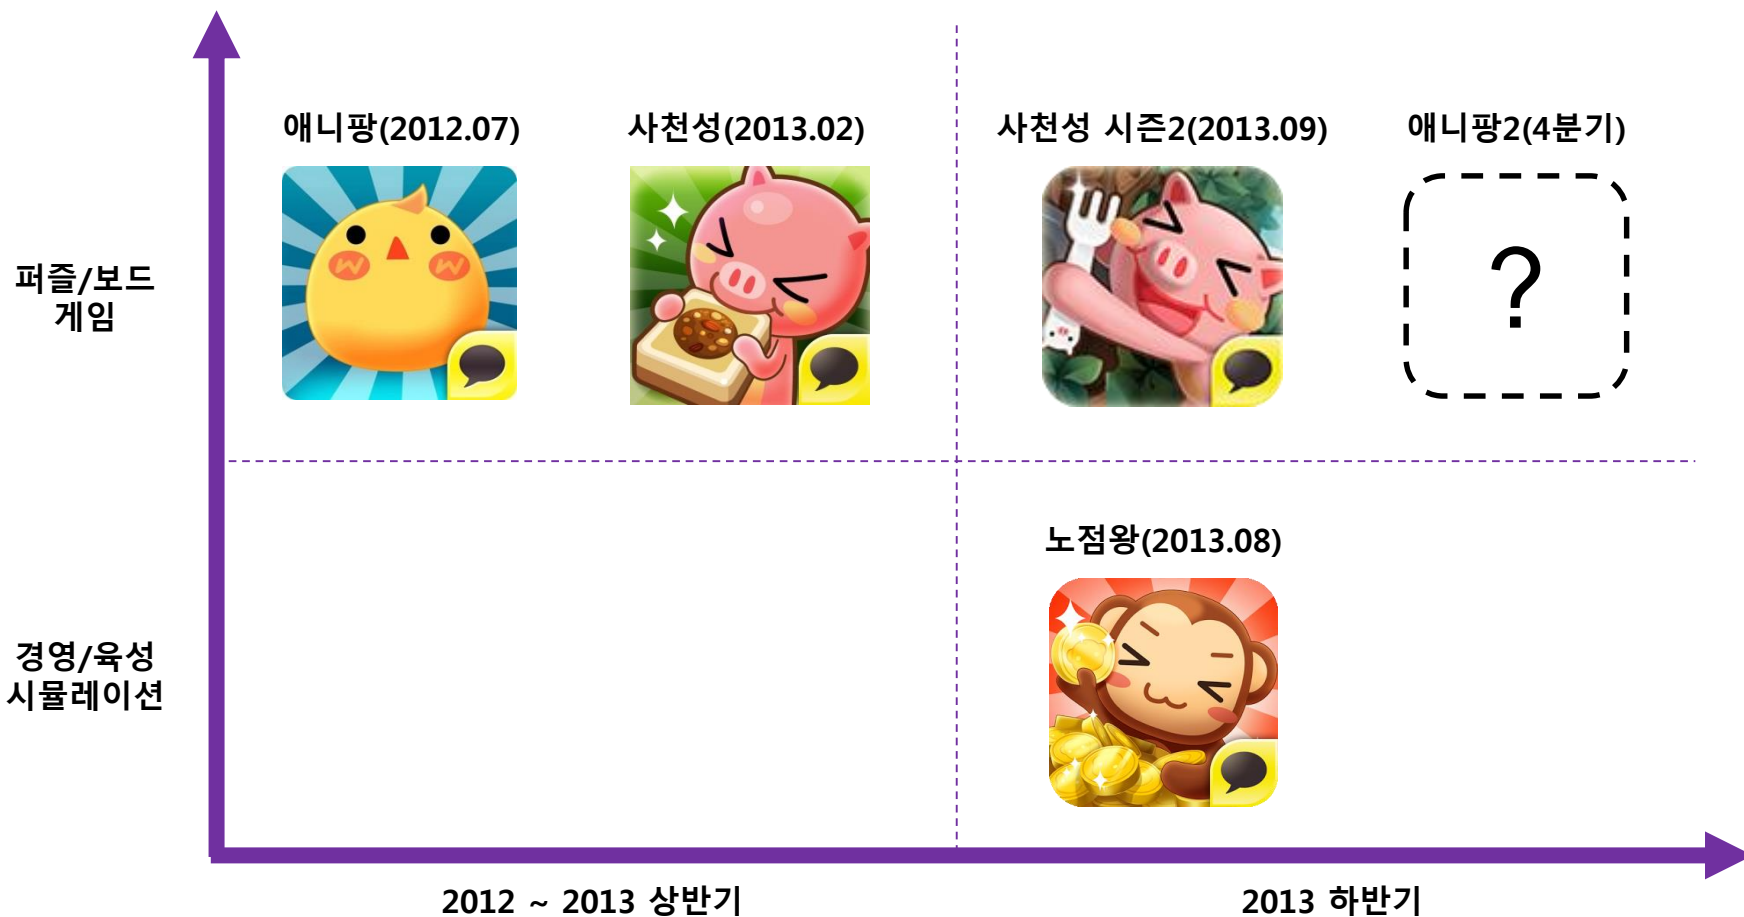 애니팡(2012.07)
사천성(2013.02)
사천성 시즌2(2013.09)
애니팡2(4분기)
퍼즐/보드
게임
?
노점왕(2013.08)
경영/육성
시뮬레이션
2012 ~ 2013 상반기
2013 하반기